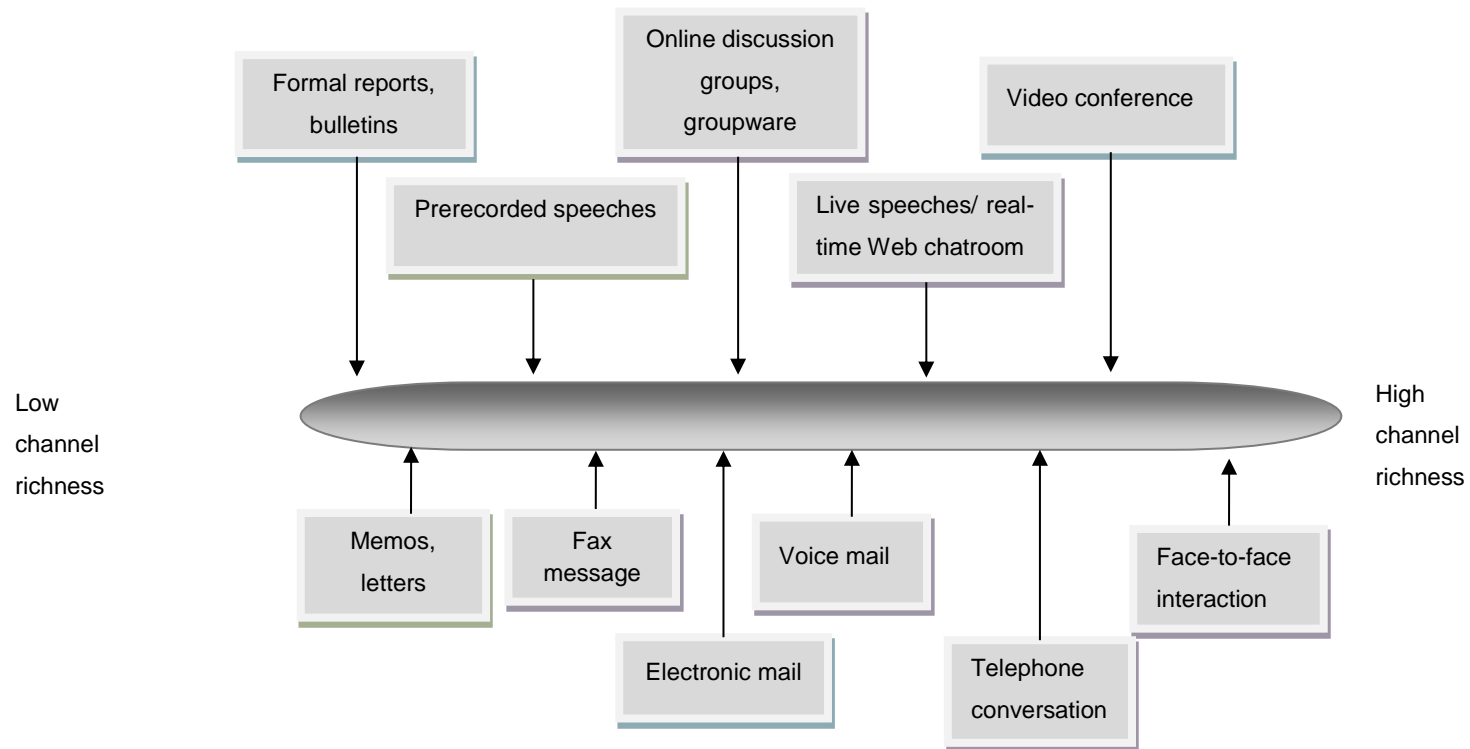 Formal reports,
bulletins
Online discussion
groups,
groupware
Video conference
Prerecorded speeches
Live speeches/ real-
time Web chatroom
Low
channel
richness
High
channel
richness
Memos,
letters
Fax
message
Voice mail
Face-to-face
interaction
Electronic mail
Telephone
conversation